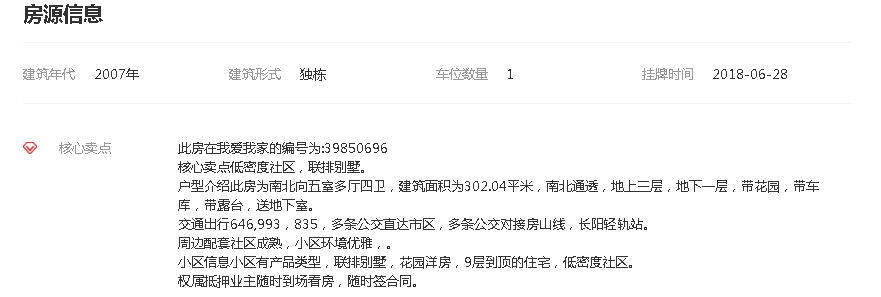 房源信息
建筑年代 2007年 建筑形式 独栋 车位数量 1 挂牌时间 2018-06-28
核心卖点 此房在我爱我家的编号为:39850696
核心卖点低密度社区，联排别墅。
户型介绍此房为南北向五室多厅四卫，建筑面积为302.04平米，南北通透，地上三层，地下一层，带花园，带车
库，带露台，送地下室。
交通出行646,993，835，多条公交直达市区，多条公交对接房山线，长阳轻轨站。
周边配套社区成熟，小区环境优雅，。
小区信息小区有产品类型，联排别墅，花园洋房，9层到顶的住宅，低密度社区。
权属抵押业主随时到场看房，随时签合同。